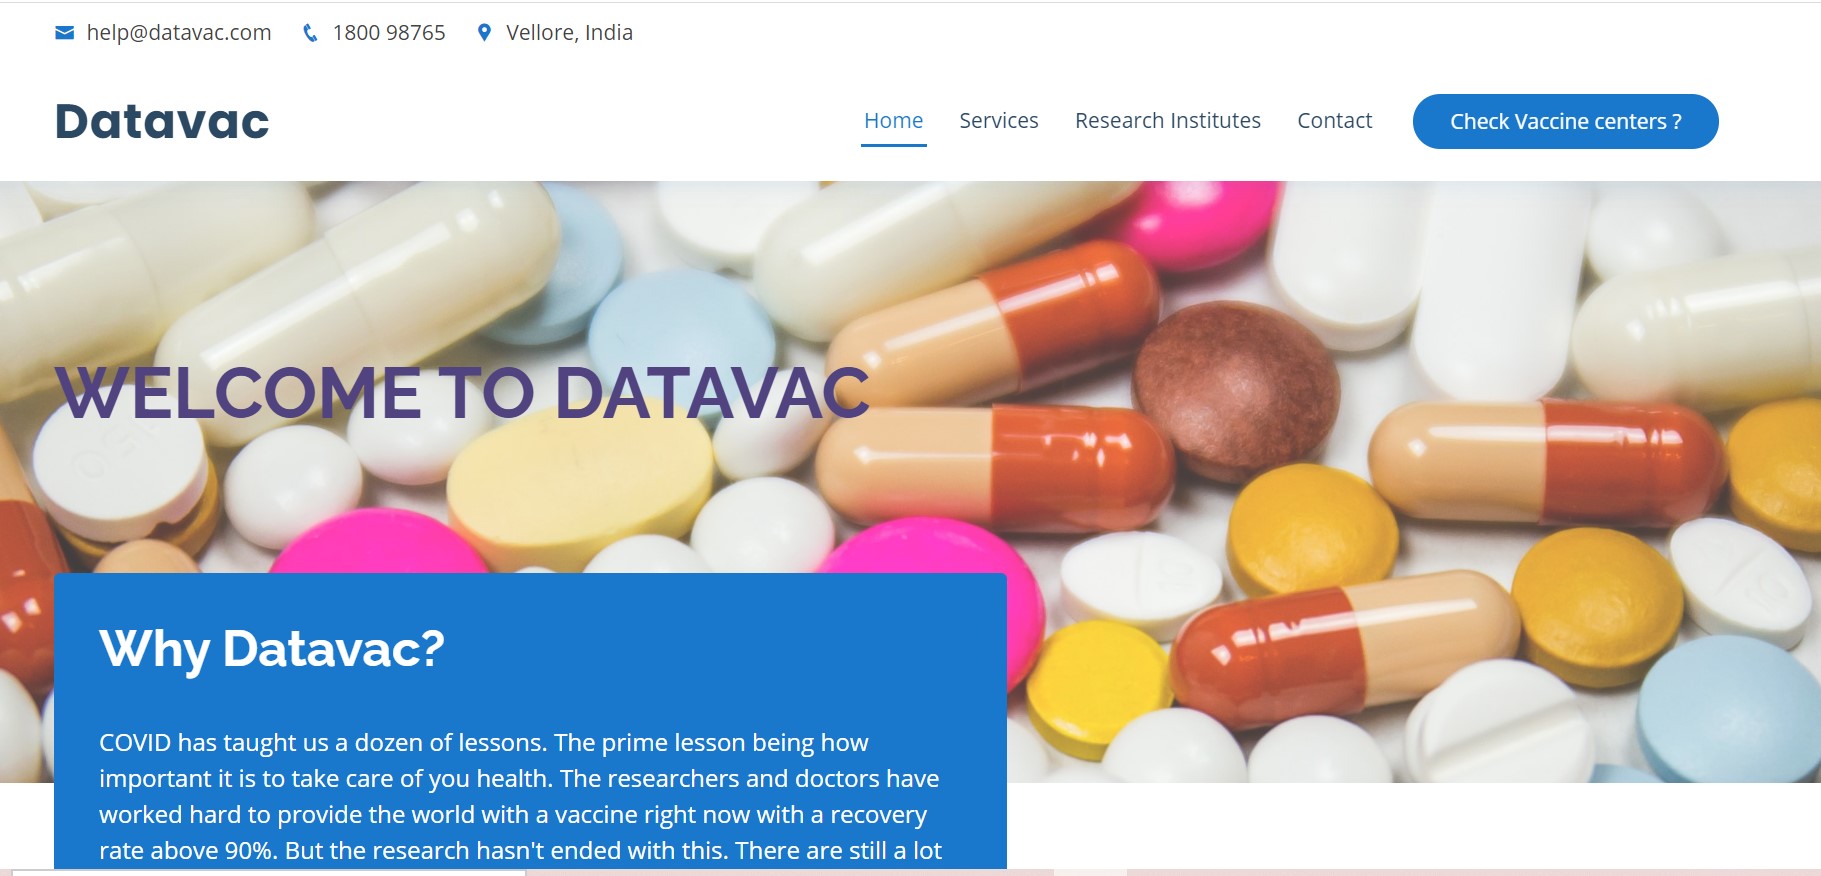 help@datavac.com 1800 98765 Vellore, India
Datavac
Home Services Research Institutes Contact Check Vaccine centers ?
WELCOME TO DATAVAC
Why Datavac?
COVID has taught us a dozen of lessons. The prime lesson being how
important it is to take care of you health. The researchers and doctors have
worked hard to provide the world with a vaccine right now with a recovery
rate above 90%. But the research hasn't ended with this. There are still a lot